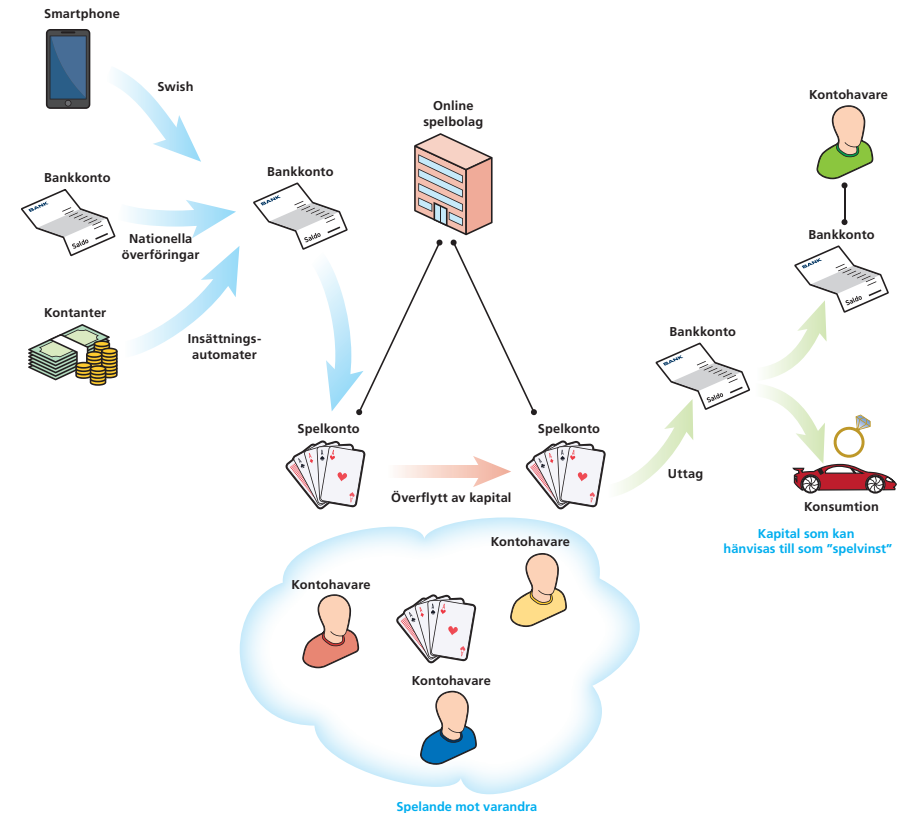 Smartphone
Swish
Bankkonto
BANK
Saldo
Nationella
överföringar
Kontanter
Insättnings-
automater
Bankkonto
BANK
Saldo
Online
spelbolag
Spelkonto
Överflytt av kapital
Spelkonto
Uttag
Bankkonto
BANK
Saldo
Kontohavare
Bankkonto
BANK
Saldo
Konsumtion
Kapital som kan
hänvisas till som ”spelvinst”
Kontohavare
Kontohavare
Kontohavare
Spelande mot varandra